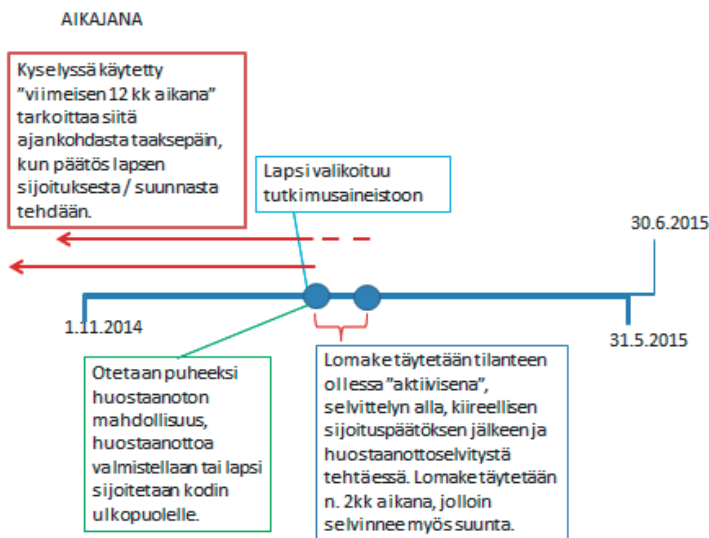 AIKAJANA
Kyselyssä käytetty
”viimeisen 12 kk aikana”
tarkoittaa siitä
ajankohdasta taaksepäin,
kun päätös lapsen
sijoituksesta / suunnasta
tehdään.
Lapsi valikoituu
tutkimusaineistoon
30.6.2015
1.11.2014
31.5.2015
Otetaan puheeksi
huostaanoton
mahdollisuus,
huostaanottoa
valmistellaan tai lapsi
sijoitetaan kodin
ulkopuolelle.
Lomake täytetään tilanteen
ollessa ”aktiivisena”,
selvittelyn alla, kiireellisen
sijoituspäätöksen jälkeen ja
huostaanottoselvitystä
tehtäessä. Lomake täytetään
n. 2kk aikana, jolloin
selvinnee myös suunta.